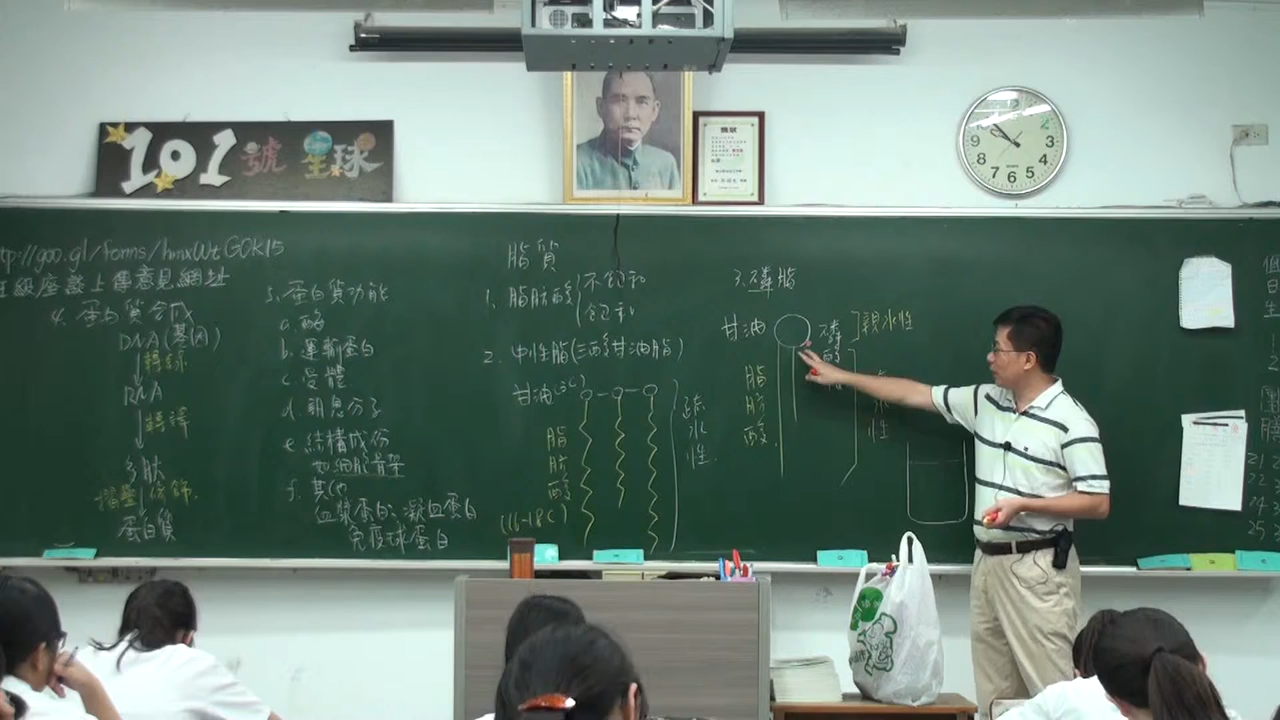 101號 全球
獎狀
ttp://goo.gl/forms/hmxWtGOK15
班級座談上傳意見網址
4. 蛋白質合成
DNA(基因)
轉錄
RNA
轉譯
多肽
摺疊 修飾
蛋白質
5. 蛋白質功能
a. 酶
b. 運輸蛋白
c. 受體
d. 訊息分子
e. 結構成份
如細胞骨架
f. 其他
血漿蛋白、凝血蛋白
免疫球蛋白
脂質
1. 脂肪酸
不飽和
飽和
2. 中性脂(三酸甘油脂)
甘油(3C)
脂肪酸
(16-18C)
疏水性
3. 磷脂
甘油
磷酸
親水性
脂肪酸
疏水性